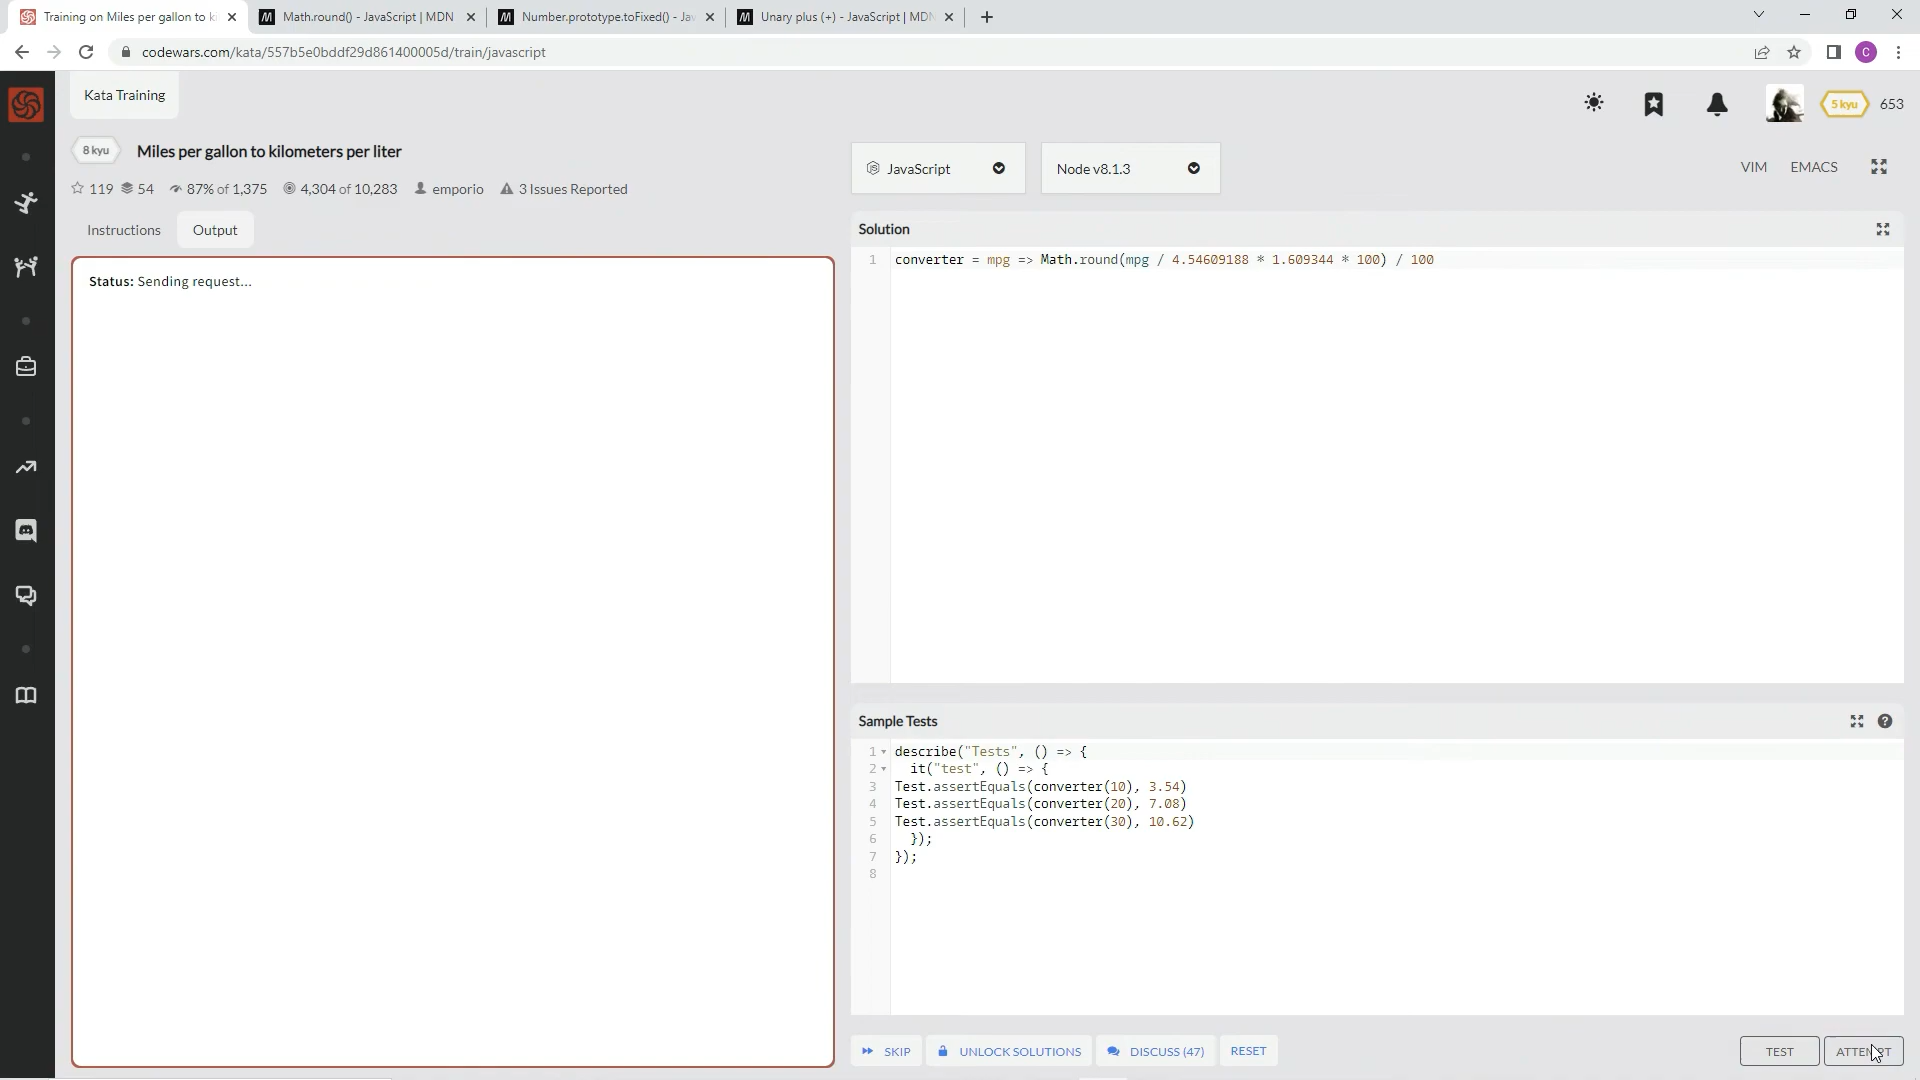 Training on Miles per gallon to ki
Math.round() - JavaScript | MDN
Number.prototype.toFixed() - Jav
Unary plus (+) - JavaScript | MDN
codewars.com/kata/557b5e0bddf29d861400005d/train/javascript
C
Kata Training
5 kyu
653
8 kyu
Miles per gallon to kilometers per liter
119
54
87% of 1,375
4,304 of 10,283
emporio
3 Issues Reported
JavaScript
Node v8.1.3
VIM
EMACS
Instructions
Output
Status: Sending request...
Solution
1
converter = mpg => Math.round(mpg / 4.54609188 * 1.609344 * 100) / 100
Sample Tests
1 describe("Tests", () => {
2 it("test", () => {
3 Test.assertEquals(converter(10), 3.54)
4 Test.assertEquals(converter(20), 7.08)
5 Test.assertEquals(converter(30), 10.62)
6 });
7 });
8
SKIP
UNLOCK SOLUTIONS
DISCUSS (47)
RESET
TEST
ATTEMPT